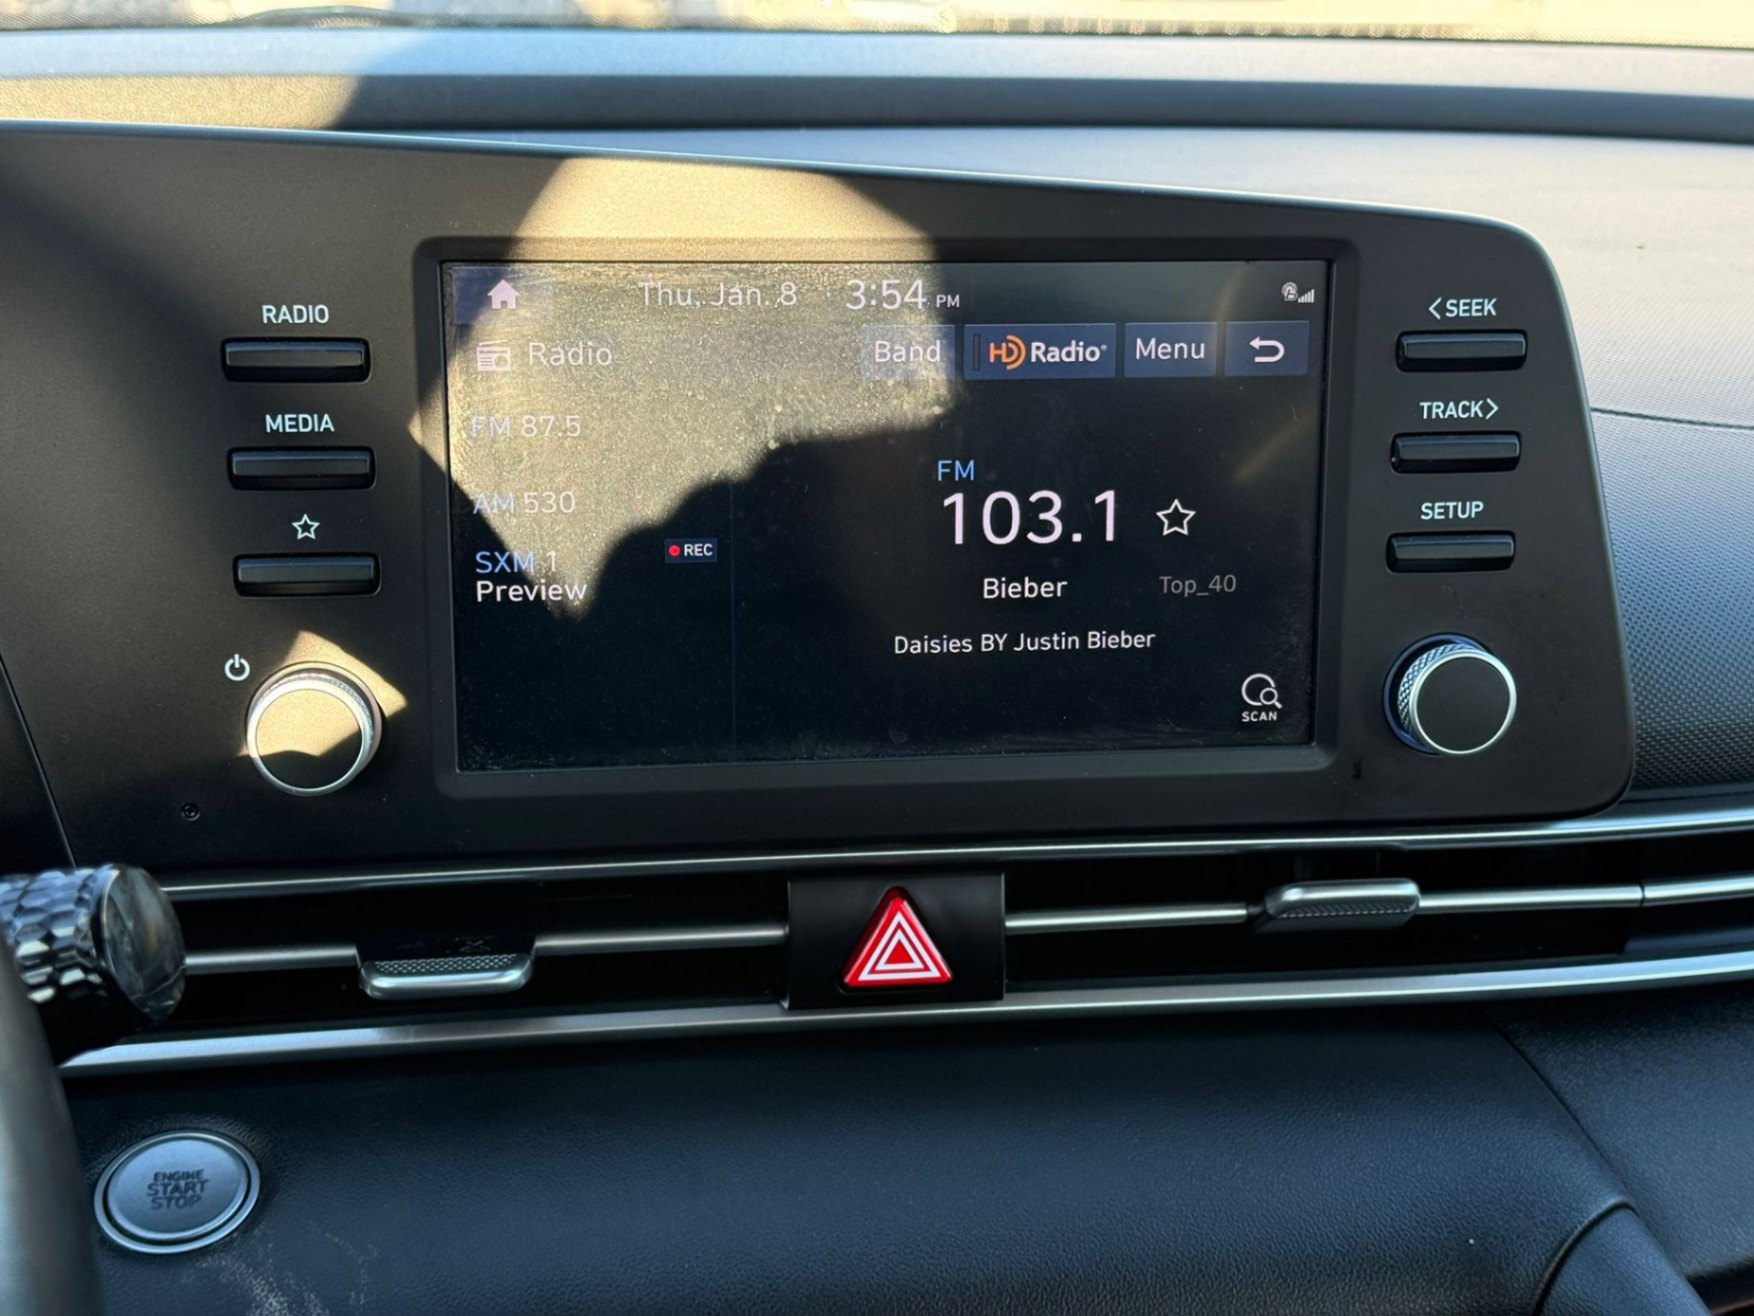 Thu, Jan. 8 3:54 PM
Radio Band HD Radio® Menu
FM 87.5
AM 530
SXM 1
Preview
REC
FM
103.1
Bieber Top_40
Daisies BY Justin Bieber
SCAN
RADIO
MEDIA
<SEEK
TRACK>
SETUP
ENGINE
START
STOP